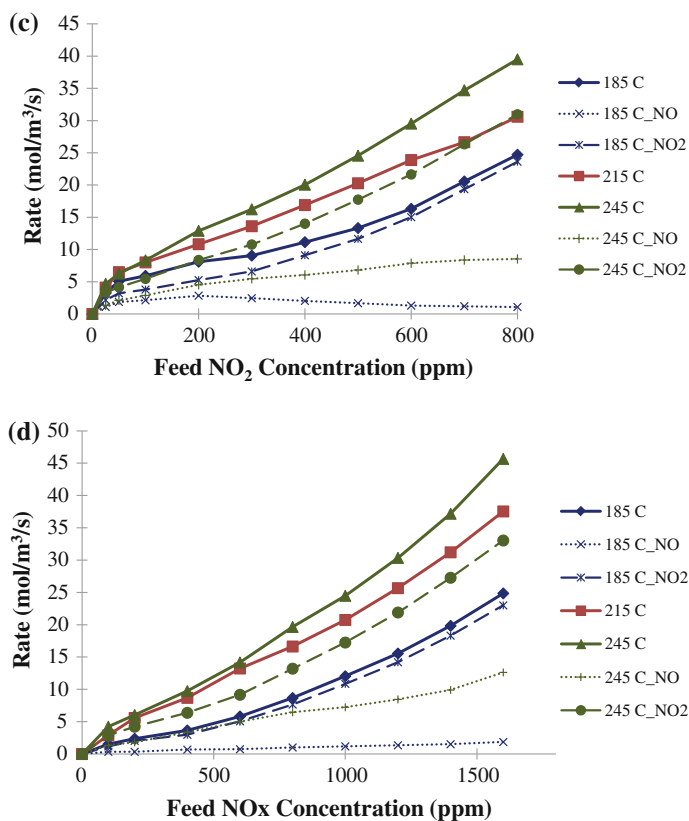 (c)
45
40
35
30
25
20
15
10
5
0
Rate (mol/m³/s)
0
200
400
600
800
Feed NO₂ Concentration (ppm)
185 C
185 C_NO
185 C_NO2
215 C
245 C
245 C_NO
245 C_NO2
(d)
50
45
40
35
30
25
20
15
10
5
0
Rate (mol/m³/s)
0
500
1000
1500
Feed NOx Concentration (ppm)
185 C
185 C_NO
185 C_NO2
215 C
245 C
245 C_NO
245 C_NO2